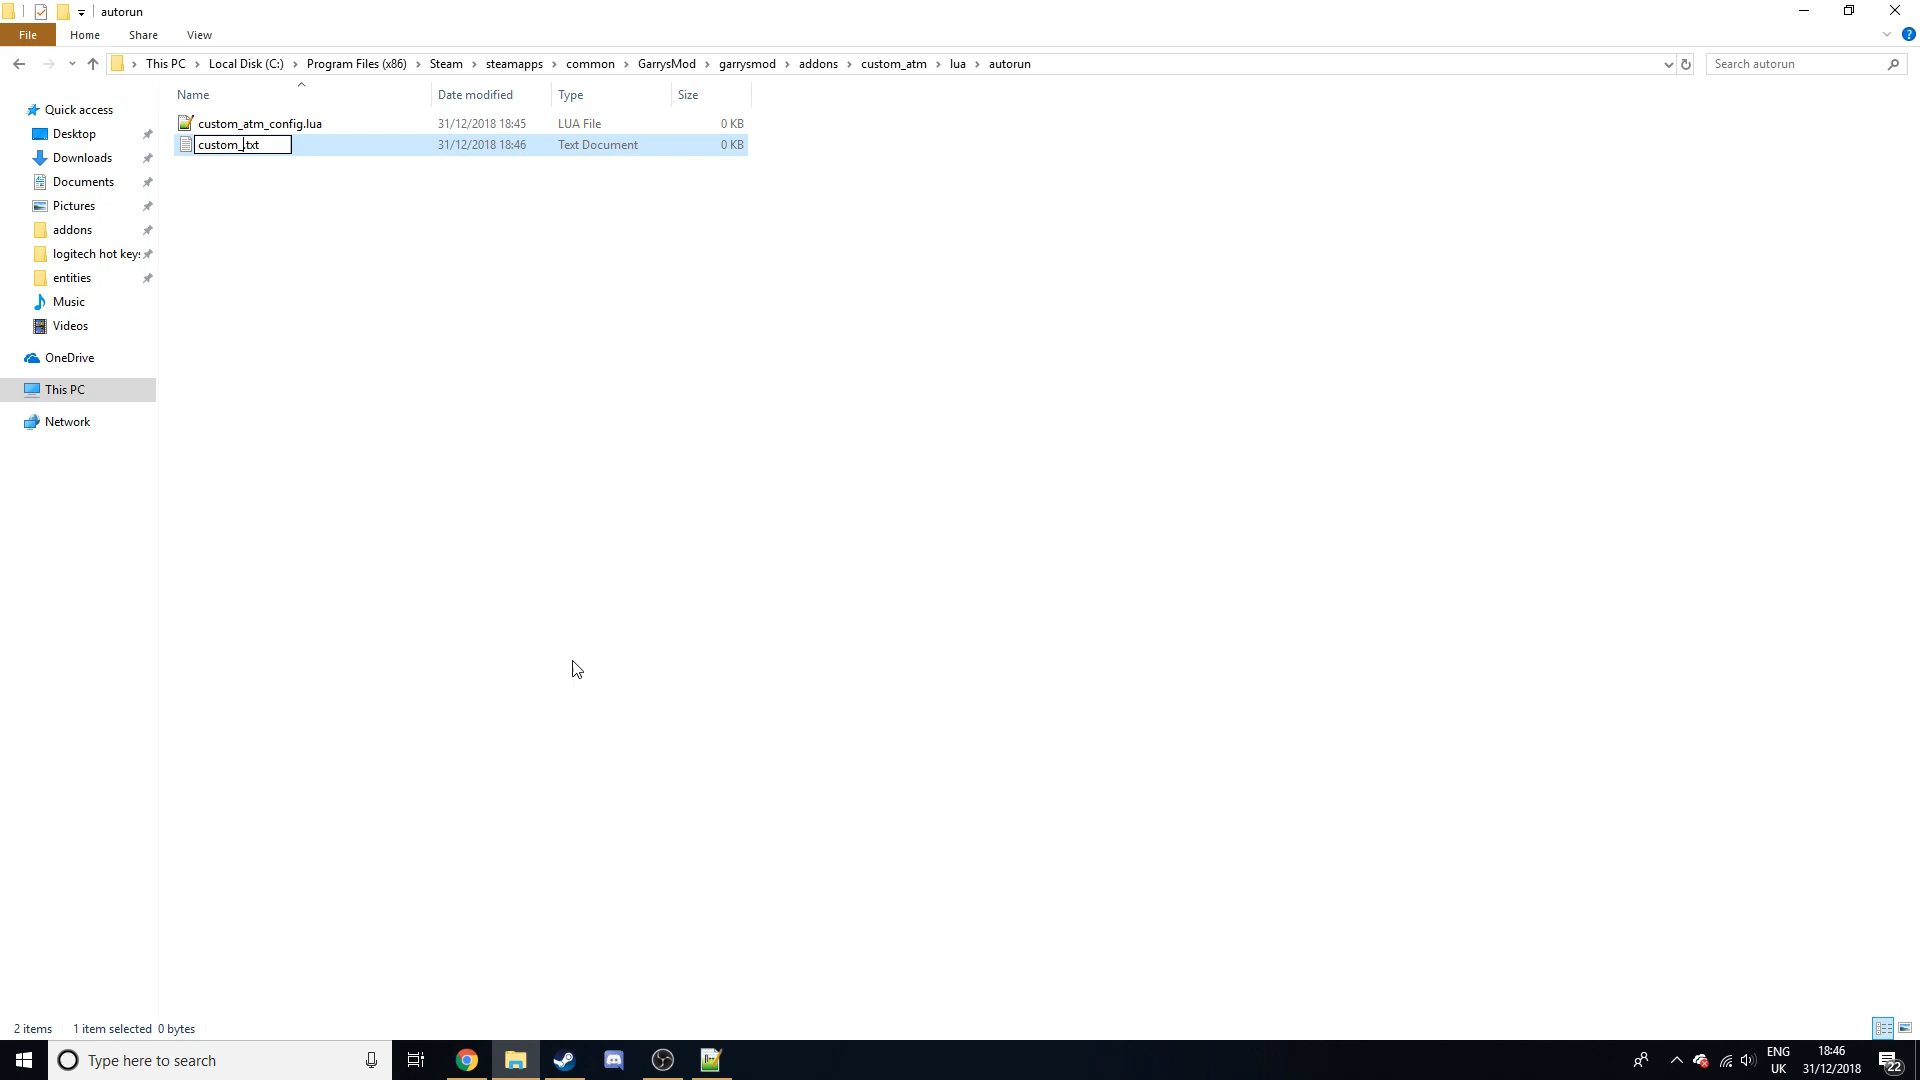 autorun
File Home Share View
This PC Local Disk (C:) Program Files (x86) Steam steamapps common GarrysMod garrysmod addons custom_atm lua autorun
Search autorun
Name Date modified Type Size
custom_atm_config.lua 31/12/2018 18:45 LUA File 0 KB
custom_.txt 31/12/2018 18:46 Text Document 0 KB
Quick access
Desktop
Downloads
Documents
Pictures
addons
logitech hot key
entities
Music
Videos
OneDrive
This PC
Network
2 items 1 item selected 0 bytes
Type here to search
ENG
UK
18:46
31/12/2018
22